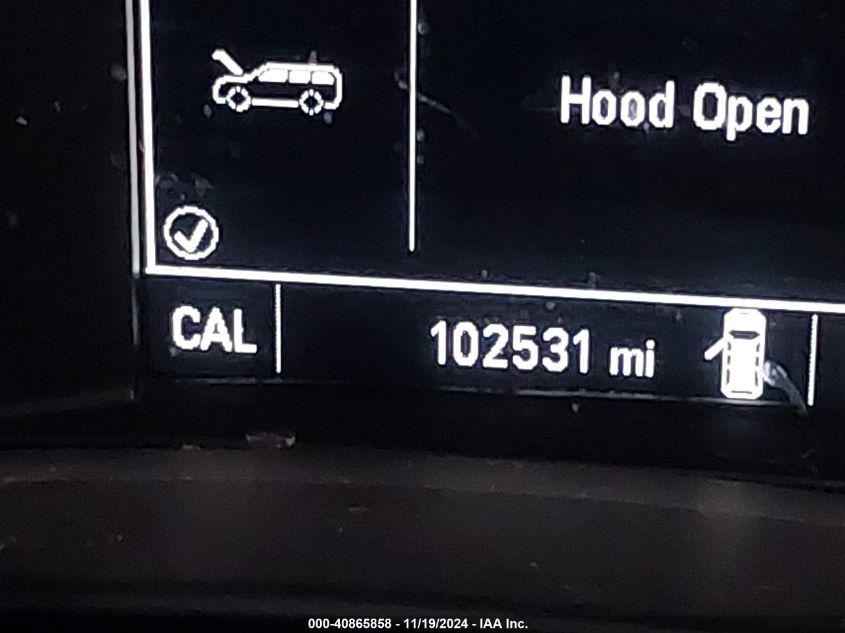 Hood Open
CAL
102531 mi
000-40865858 - 11/19/2024 - IAA Inc.